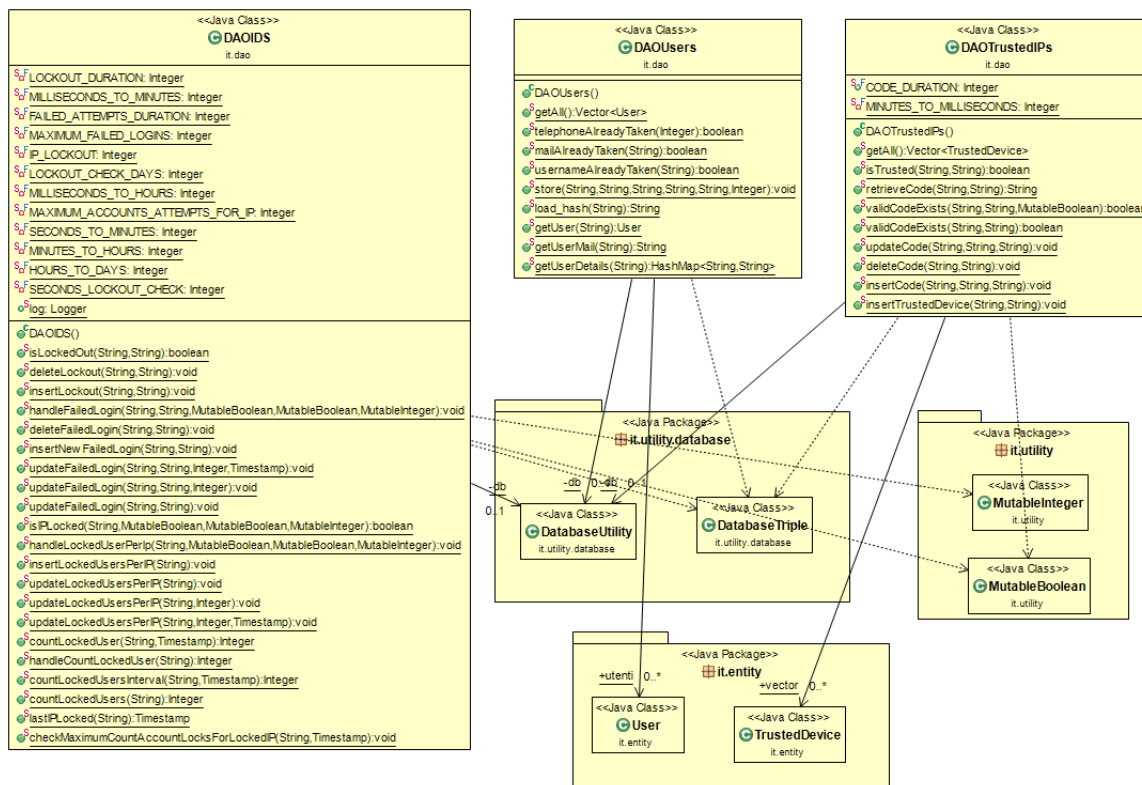 <<Java Class>>
DAOIDS
it.dao
LOCKOUT_DURATION: Integer
MILLISECONDS_TO_MINUTES: Integer
FAILED_ATTEMPTS_DURATION: Integer
MAXIMUM_FAILED_LOGINS: Integer
IP_LOCKOUT: Integer
LOCKOUT_CHECK_DAYS: Integer
MILLISECONDS_TO_HOURS: Integer
MAXIMUM_ACCOUNTS_ATTEMPTS_FOR_IP: Integer
SECONDS_TO_MINUTES: Integer
MINUTES_TO_HOURS: Integer
HOURS_TO_DAYS: Integer
SECONDS_LOCKOUT_CHECK: Integer
log: Logger
DAOIDS()
isLockedOut(String,String):boolean
deleteLockout(String,String):void
insertLockout(String,String):void
handleFailedLogin(String,String,MutableBoolean,MutableBoolean,MutableInteger):void
deleteFailedLogin(String,String):void
insertNewFailedLogin(String,String):void
updateFailedLogin(String,String,Integer,Timestamp):void
updateFailedLogin(String,String,Integer):void
updateFailedLogin(String,String):void
isIPLocked(String,MutableBoolean,MutableBoolean,MutableInteger):boolean
handleLockedUserPerIp(String,MutableBoolean,MutableBoolean,MutableInteger):void
insertLockedUsersPerIP(String):void
updateLockedUsersPerIP(String):void
updateLockedUsersPerIP(String,Integer):void
updateLockedUsersPerIP(String,Integer,Timestamp):void
countLockedUser(String,Timestamp):Integer
handleCountLockedUser(String):Integer
countLockedUsersInterval(String,Timestamp):Integer
countLockedUsers(String):Integer
lastIPLocked(String):Timestamp
checkMaximumCountAccountLocksForLockedIP(String,Timestamp):void
<<Java Class>>
DAOUsers
it.dao
DAOUsers()
getAll():Vector<User>
telephoneAlreadyTaken(Integer):boolean
mailAlreadyTaken(String):boolean
usernameAlreadyTaken(String):boolean
store(String,String,String,String,String,Integer):void
load_hash(String):String
getUser(String):User
getUserMail(String):String
getUserDetails(String):HashMap<String,String>
<<Java Class>>
DAOTrustedIPs
it.dao
CODE_DURATION: Integer
MINUTES_TO_MILLISECONDS: Integer
DAOTrustedIPs()
getAll():Vector<TrustedDevice>
isTrusted(String,String):boolean
retrieveCode(String,String):String
validCodeExists(String,String,MutableBoolean):boolean
validCodeExists(String,String):boolean
updateCode(String,String,String):void
deleteCode(String,String):void
insertCode(String,String,String):void
insertTrustedDevice(String,String,String):void
<<Java Package>>
it.utility.database
-db
0..1
-db
-db
0..1
<<Java Class>>
DatabaseUtility
it.utility.database
<<Java Class>>
DatabaseTriple
it.utility.database
<<Java Package>>
it.utility
<<Java Class>>
MutableInteger
it.utility
<<Java Class>>
MutableBoolean
it.utility
<<Java Package>>
it.entity
+utenti 0..*
+vector 0..*
<<Java Class>>
User
it.entity
<<Java Class>>
TrustedDevice
it.entity